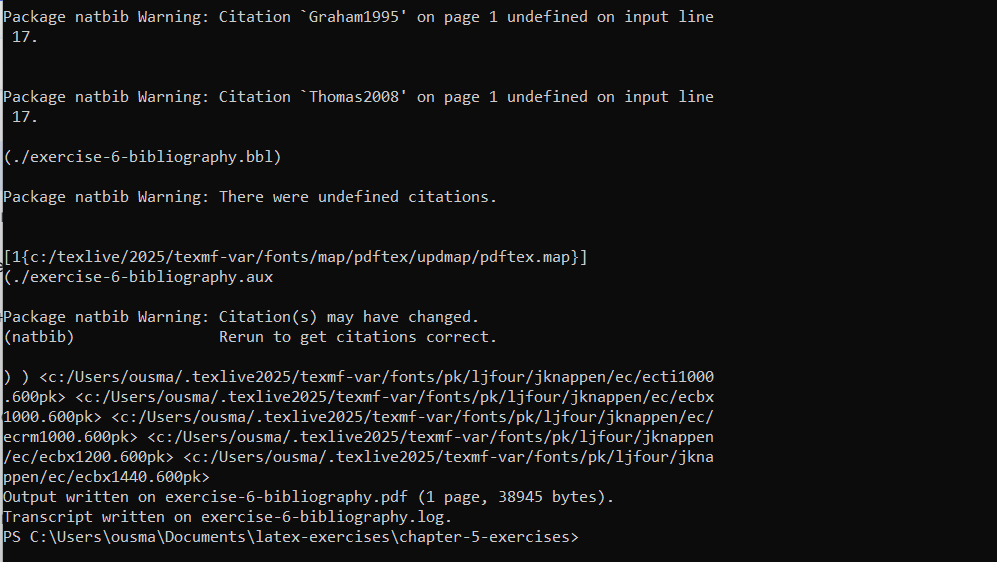 Package natbib Warning: Citation `Graham1995' on page 1 undefined on input line
 17.
Package natbib Warning: Citation `Thomas2008' on page 1 undefined on input line
 17.
(./exercise-6-bibliography.bbl)
Package natbib Warning: There were undefined citations.
[1{c:/texlive/2025/texmf-var/fonts/map/pdftex/updmap/pdftex.map}]
(./exercise-6-bibliography.aux
Package natbib Warning: Citation(s) may have changed.
(natbib)                Rerun to get citations correct.
) ) <c:/Users/ousma/.texlive2025/texmf-var/fonts/pk/ljfour/jknappen/ec/ecti1000
.600pk> <c:/Users/ousma/.texlive2025/texmf-var/fonts/pk/ljfour/jknappen/ec/ecbx
1000.600pk> <c:/Users/ousma/.texlive2025/texmf-var/fonts/pk/ljfour/jknappen/ec/
ecrm1000.600pk> <c:/Users/ousma/.texlive2025/texmf-var/fonts/pk/ljfour/jknappen
/ec/ecbx1200.600pk> <c:/Users/ousma/.texlive2025/texmf-var/fonts/pk/ljfour/jkna
ppen/ec/ecbx1440.600pk>
Output written on exercise-6-bibliography.pdf (1 page, 38945 bytes).
Transcript written on exercise-6-bibliography.log.
PS C:\Users\ousma\Documents\latex-exercises\chapter-5-exercises>